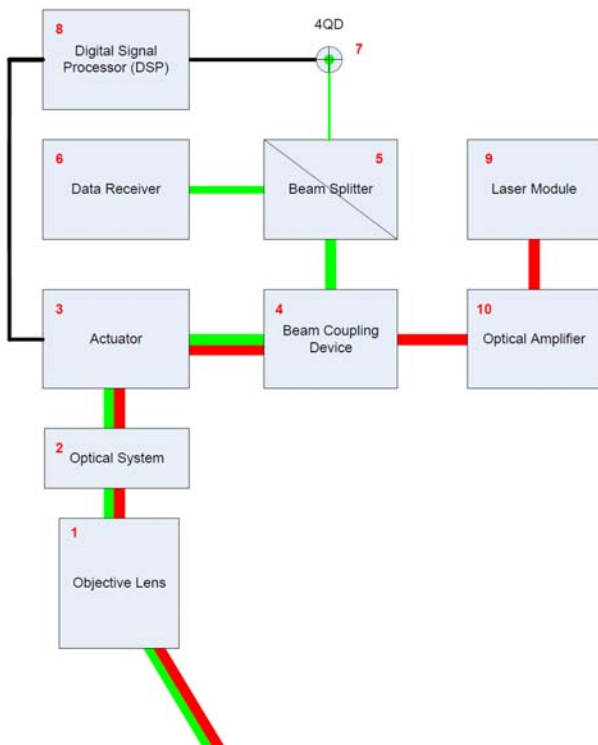 8
Digital Signal
Processor (DSP)
4QD
7
6
Data Receiver
5
Beam Splitter
9
Laser Module
3
Actuator
4
Beam Coupling
Device
10
Optical Amplifier
2
Optical System
1
Objective Lens